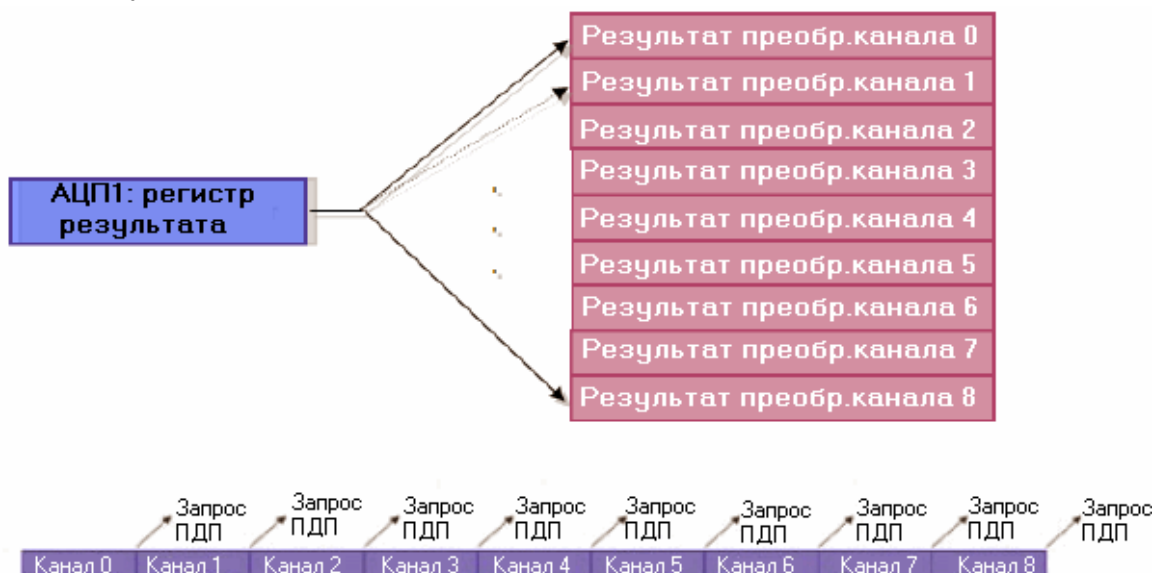 Результат преобр.канала 0
Результат преобр.канала 1
Результат преобр.канала 2
Результат преобр.канала 3
Результат преобр.канала 4
Результат преобр.канала 5
Результат преобр.канала 6
Результат преобр.канала 7
Результат преобр.канала 8
АЦП1: регистр
результата
Запрос ПДП
Запрос ПДП
Запрос ПДП
Запрос ПДП
Запрос ПДП
Запрос ПДП
Запрос ПДП
Запрос ПДП
Запрос ПДП
Канал 0 Канал 1 Канал 2 Канал 3 Канал 4 Канал 5 Канал 6 Канал 7 Канал 8